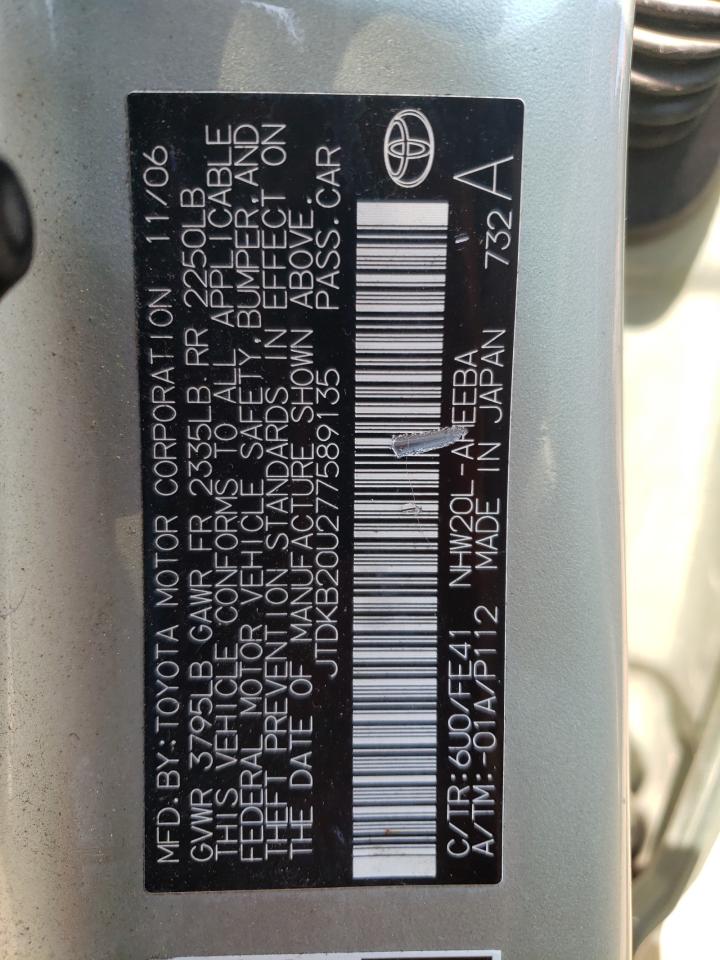 MFD.BY:TOYOTA MOTOR CORPORATION 11/06
GVWR 3795LB GAWR FR 2335LB RR 2250LB
THIS VEHICLE CONFORMS TO ALL APPLICABLE
FEDERAL MOTOR VEHICLE SAFETY,BUMPER,AND
THEFT PREVENTION STANDARDS IN EFFECT ON
THE DATE OF MANUFACTURE SHOWN ABOVE.
JTDKB20U277589135 PASS.CAR
C/TR:6U0/FE41 NHW20L-AHEEBA
A/TM:-01A/P112 MADE IN JAPAN 732 A